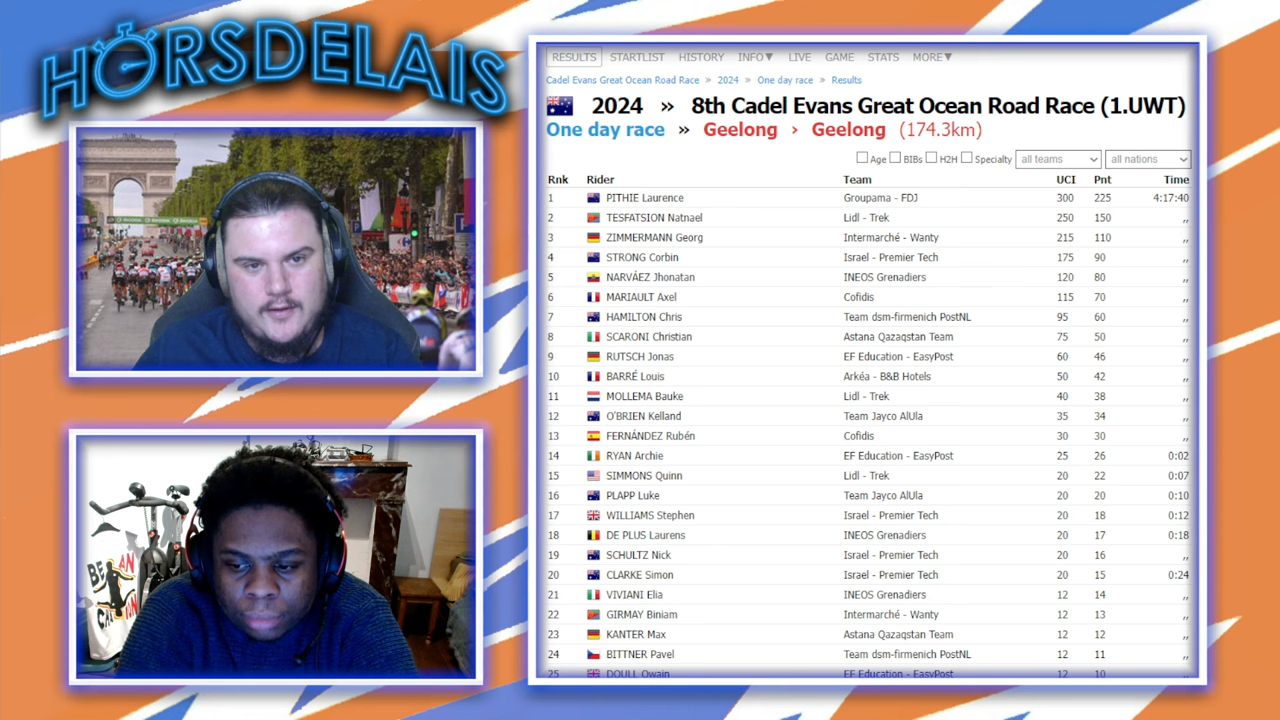 HORSDELAIS
RESULTS STARTLIST HISTORY INFO▼ LIVE GAME STATS MORE▼
Cadel Evans Great Ocean Road Race » 2024 » One day race » Results
2024 » 8th Cadel Evans Great Ocean Road Race (1.UWT)
One day race » Geelong › Geelong (174.3km)
Age BIBs H2H Specialty all teams all nations
Rnk Rider Team UCI Pnt Time
1 PITHIE Laurence Groupama - FDJ 300 225 4:17:40
2 TESFATSION Natnael Lidl - Trek 250 150 ,,
3 ZIMMERMANN Georg Intermarché - Wanty 215 110 ,,
4 STRONG Corbin Israel - Premier Tech 175 90 ,,
5 NARVÁEZ Jhonatan INEOS Grenadiers 120 80 ,,
6 MARIAULT Axel Cofidis 115 70 ,,
7 HAMILTON Chris Team dsm-firmenich PostNL 95 60 ,,
8 SCARONI Christian Astana Qazaqstan Team 75 50 ,,
9 RUTSCH Jonas EF Education - EasyPost 60 46 ,,
10 BARRÉ Louis Arkéa - B&B Hotels 50 42 ,,
11 MOLLEMA Bauke Lidl - Trek 40 38 ,,
12 O'BRIEN Kelland Team Jayco AlUla 35 34 ,,
13 FERNÁNDEZ Rubén Cofidis 30 30 ,,
14 RYAN Archie EF Education - EasyPost 25 26 0:02
15 SIMMONS Quinn Lidl - Trek 20 22 0:07
16 PLAPP Luke Team Jayco AlUla 20 20 0:10
17 WILLIAMS Stephen Israel - Premier Tech 20 18 0:12
18 DE PLUS Laurens INEOS Grenadiers 20 17 0:18
19 SCHULTZ Nick Israel - Premier Tech 20 16 ,,
20 CLARKE Simon Israel - Premier Tech 20 15 0:24
21 VIVIANI Elia INEOS Grenadiers 12 14 ,,
22 GIRMAY Biniam Intermarché - Wanty 12 13 ,,
23 KANTER Max Astana Qazaqstan Team 12 12 ,,
24 BITTNER Pavel Team dsm-firmenich PostNL 12 11 ,,
25 DOULL Owain EF Education - EasyPost 12 10 ,,